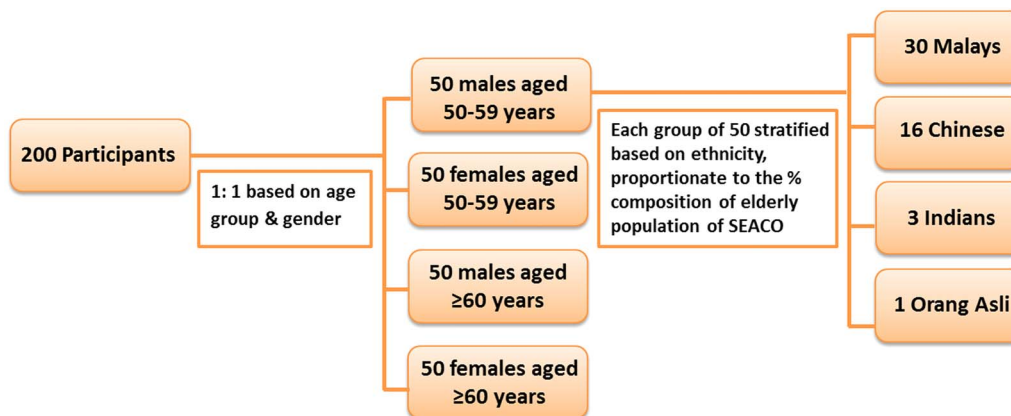 200 Participants
1: 1 based on age
group & gender
50 males aged
50-59 years
50 females aged
50-59 years
50 males aged
≥60 years
50 females aged
≥60 years
Each group of 50 stratified
based on ethnicity,
proportionate to the %
composition of elderly
population of SEACO
30 Malays
16 Chinese
3 Indians
1 Orang Asli